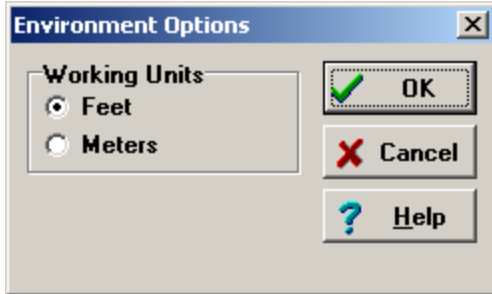 Environment Options
Working Units
Feet
Meters
OK
Cancel
Help